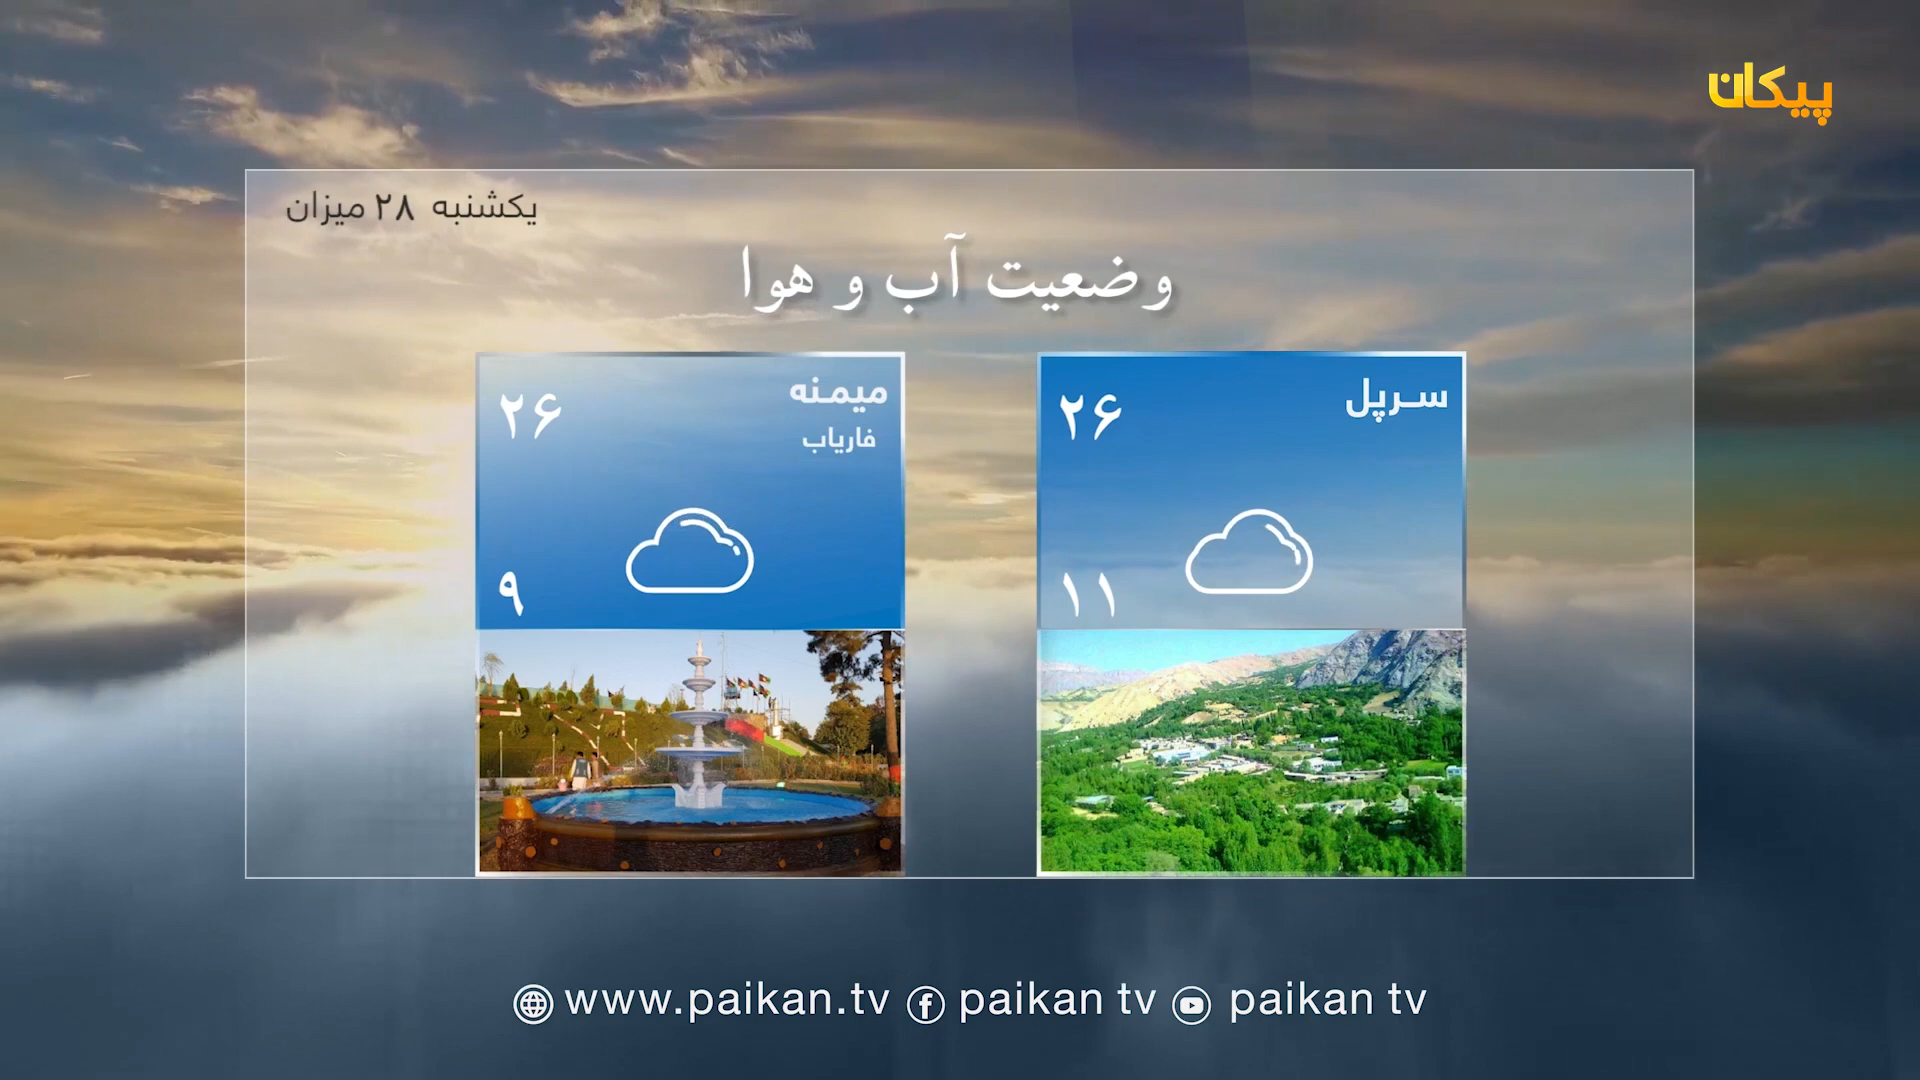 پیکان
یکشنبه ۲۸ میزان
وضعیت آب و هوا
سرپل
۲۶
۱۱
میمنه
فاریاب
۲۶
۹
www.paikan.tv paikan tv paikan tv